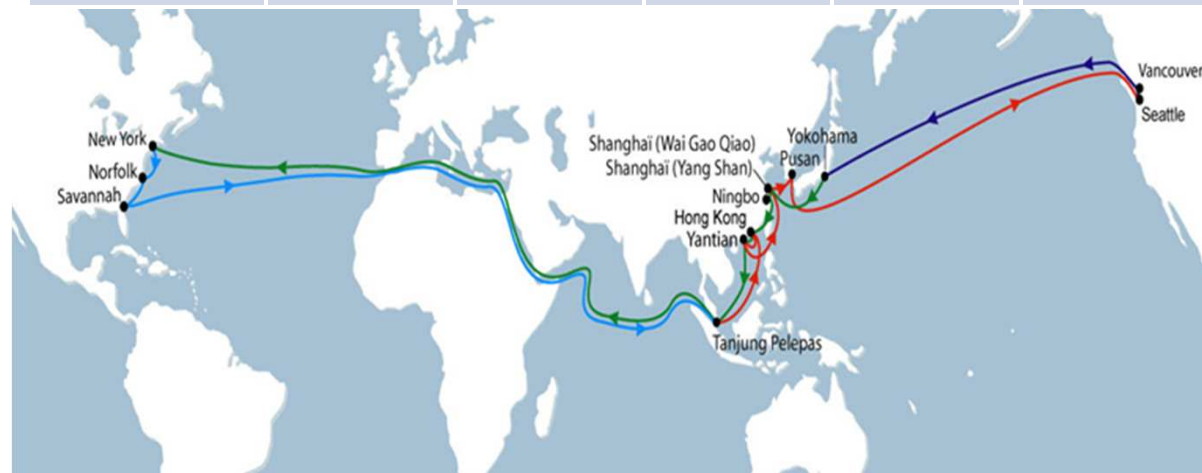 New York
Norfolk
Savannah
Shanghaï (Wai Gao Qiao)
Shanghaï (Yang Shan)
Ningbo
Hong Kong
Yantian
Yokohama
Pusan
Tanjung Pelepas
Vancouver
Seattle